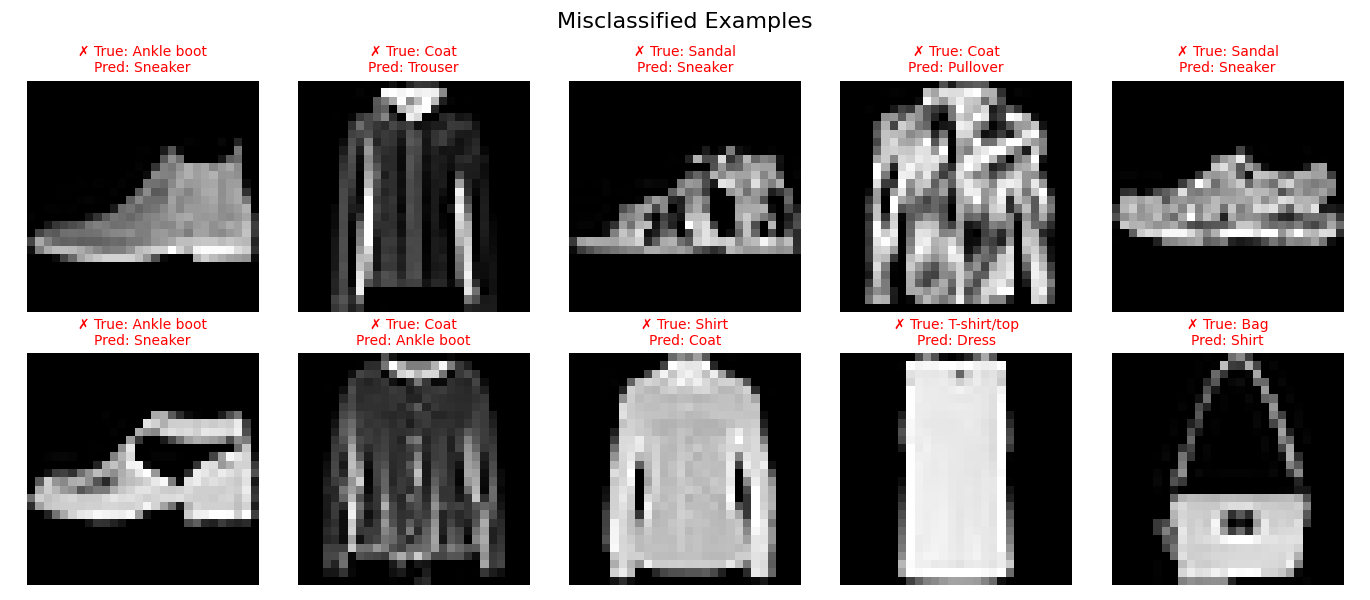 Misclassified Examples
✗ True: Ankle boot
Pred: Sneaker
✗ True: Coat
Pred: Trouser
✗ True: Sandal
Pred: Sneaker
✗ True: Coat
Pred: Pullover
✗ True: Sandal
Pred: Sneaker
✗ True: Ankle boot
Pred: Sneaker
✗ True: Coat
Pred: Ankle boot
✗ True: Shirt
Pred: Coat
✗ True: T-shirt/top
Pred: Dress
✗ True: Bag
Pred: Shirt